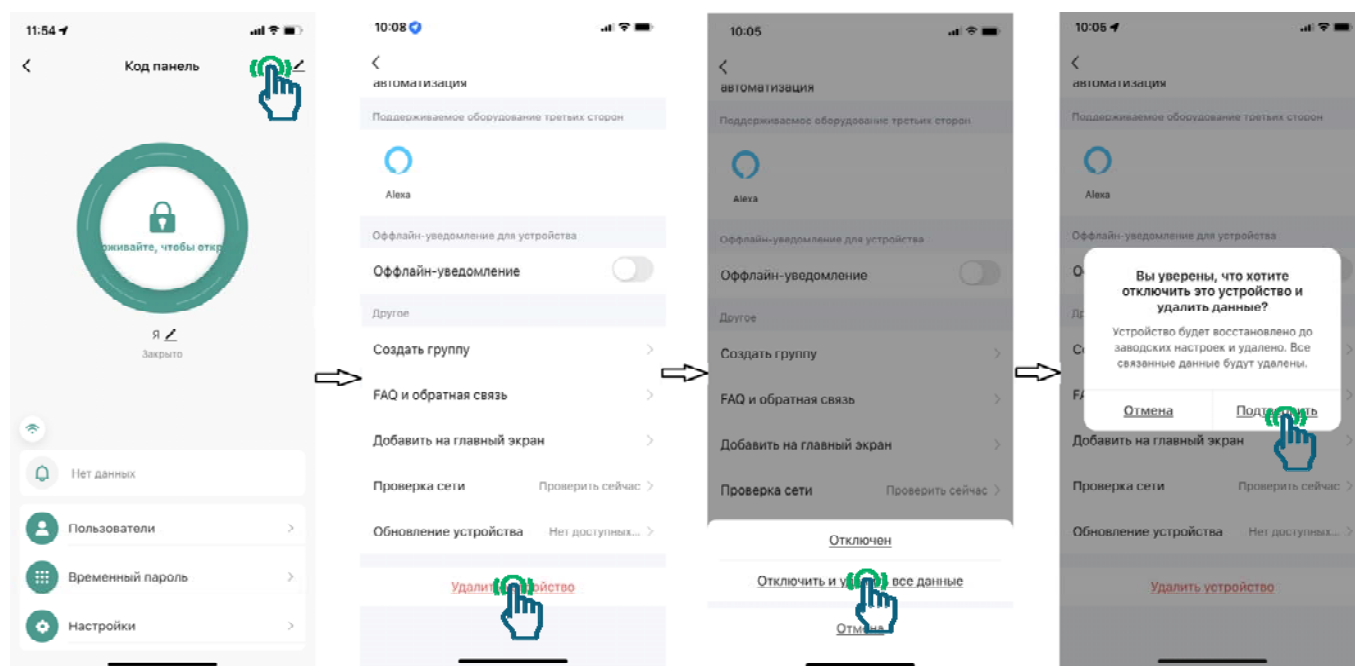 11:54
Код панель
живайте, чтобы откр
Я
Закрыто
Нет данных
Пользователи
Временный пароль
Настройки
10:08
автоматизация
Поддерживаемое оборудование третьих сторон
Alexa
Оффлайн-уведомление для устройства
Оффлайн-уведомление
Другое
Создать группу
FAQ и обратная связь
Добавить на главный экран
Проверка сети Проверить сейчас
Обновление устройства Нет доступных...
Удалит ойство
10:05
автоматизация
Поддерживаемое оборудование третьих сторон
Alexa
Оффлайн-уведомление для устройства
Оффлайн-уведомление
Другое
Создать группу
FAQ и обратная связь
Добавить на главный экран
Проверка сети Проверить сейчас
Отключен
Отключить и у все данные
Отмена
10:05
автоматизация
Поддерживаемое оборудование третьих сторон
Alexa
Оффлайн-уведомление для устройства
Вы уверены, что хотите
отключить это устройство и
удалить данные?
Устройство будет восстановлено до
заводских настроек и удалено. Все
связанные данные будут удалены.
Отмена Подтвердить
Добавить на главный экран
Проверка сети Проверить сейчас
Обновление устройства Нет доступных...
Удалить устройство